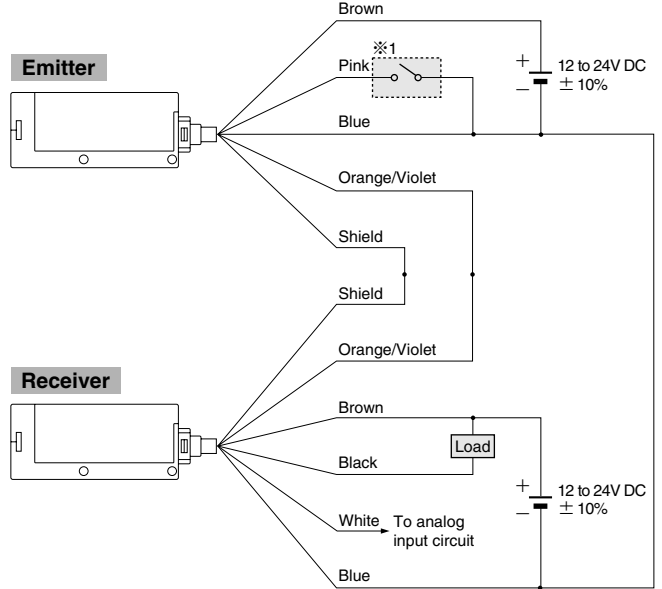 Brown
※1
Emitter
Pink
+
12 to 24V DC
−
± 10%
Blue
Orange/Violet
Shield
Shield
Orange/Violet
Receiver
Brown
Load
Black
+
12 to 24V DC
−
± 10%
White
To analog
input circuit
Blue